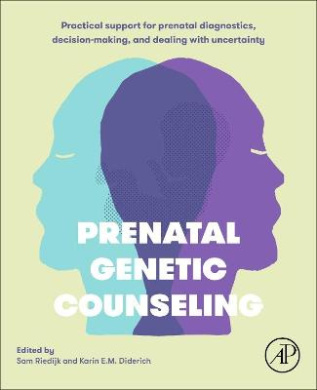 Practical support for prenatal diagnostics,
decision-making, and dealing with uncertainty
PRENATAL
GENETIC
COUNSELING
Edited by
Sam Riedijk and Karin E.M. Diderich
AP